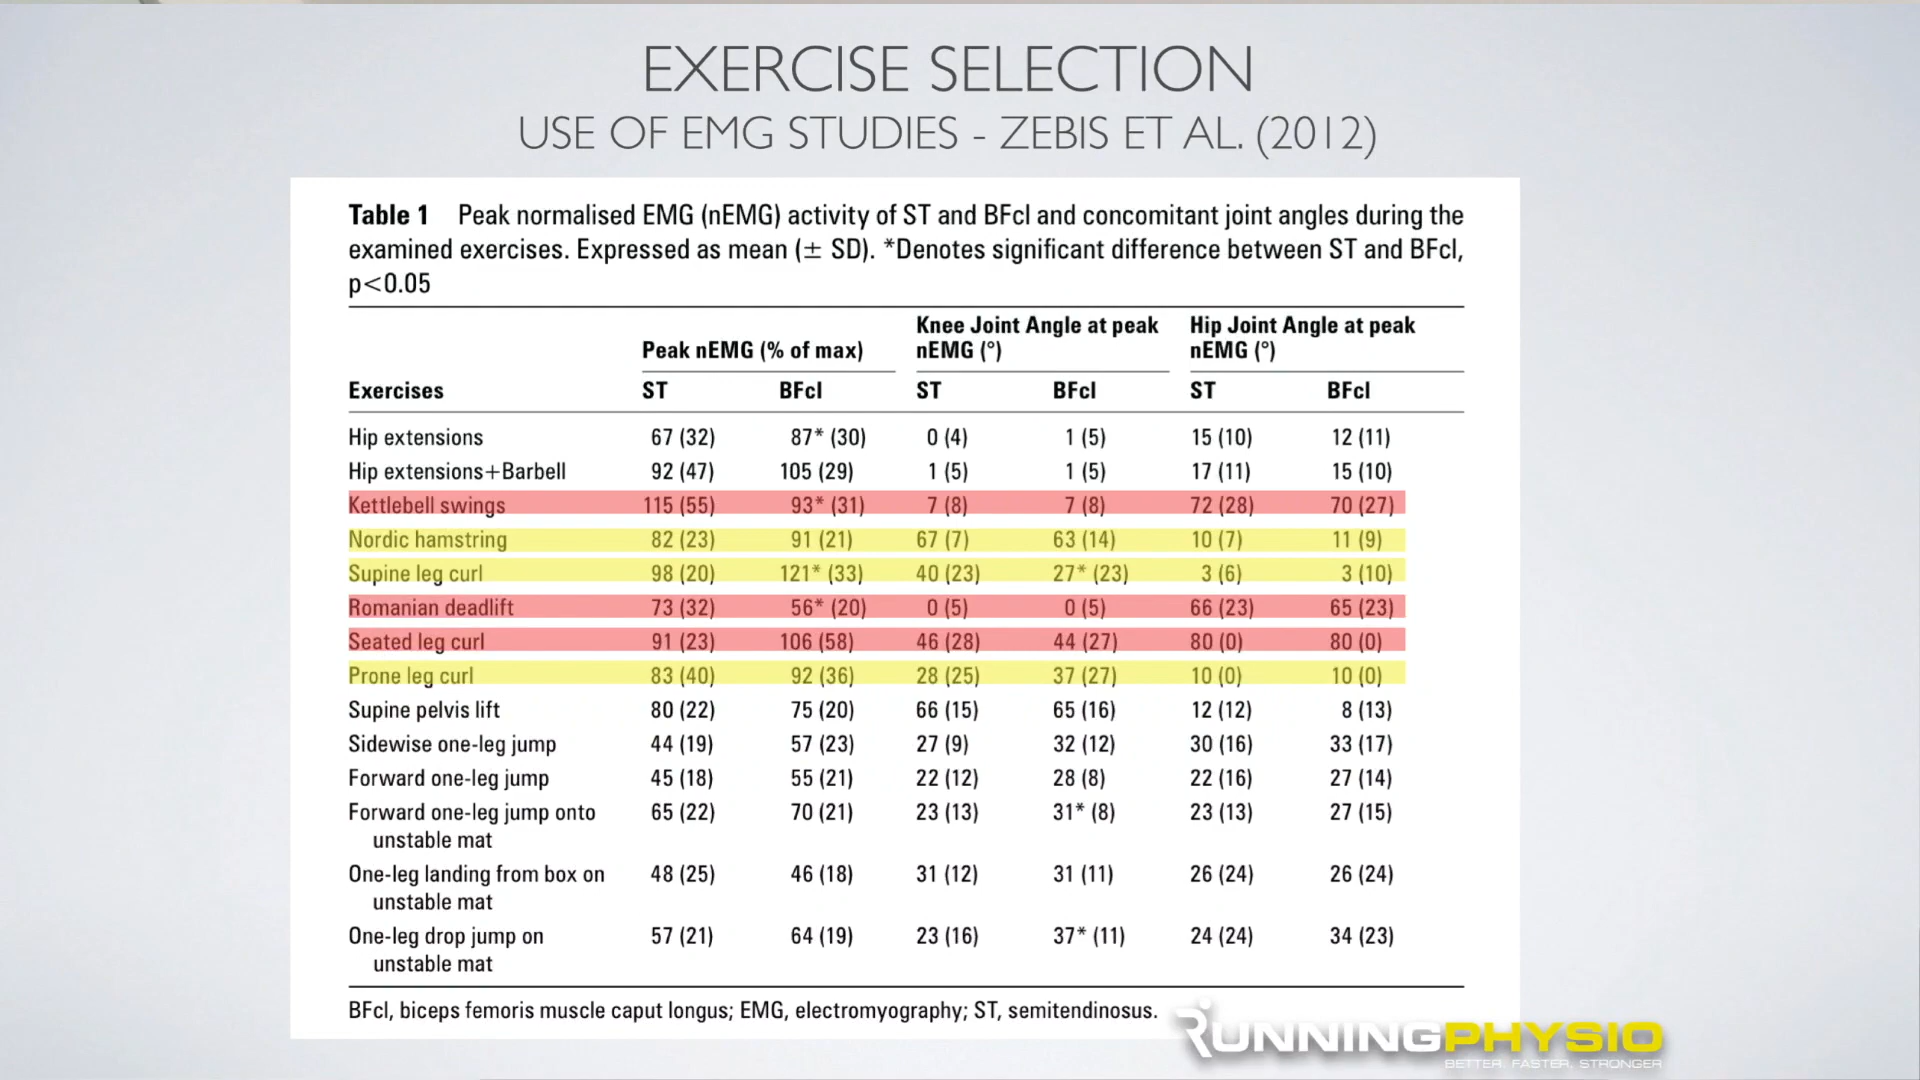 EXERCISE SELECTION
USE OF EMG STUDIES - ZEBIS ET AL. (2012)
Table 1 Peak normalised EMG (nEMG) activity of ST and BFcl and concomitant joint angles during the
examined exercises. Expressed as mean (± SD). *Denotes significant difference between ST and BFcl,
p<0.05
Peak nEMG (% of max) Knee Joint Angle at peak nEMG (°) Hip Joint Angle at peak nEMG (°)
Exercises ST BFcl ST BFcl ST BFcl
Hip extensions 67 (32) 87* (30) 0 (4) 1 (5) 15 (10) 12 (11)
Hip extensions+Barbell 92 (47) 105 (29) 1 (5) 1 (5) 17 (11) 15 (10)
Kettlebell swings 115 (55) 93* (31) 7 (8) 7 (8) 72 (28) 70 (27)
Nordic hamstring 82 (23) 91 (21) 67 (7) 63 (14) 10 (7) 11 (9)
Supine leg curl 98 (20) 121* (33) 40 (23) 27* (23) 3 (6) 3 (10)
Romanian deadlift 73 (32) 56* (20) 0 (5) 0 (5) 66 (23) 65 (23)
Seated leg curl 91 (23) 106 (58) 46 (28) 44 (27) 80 (0) 80 (0)
Prone leg curl 83 (40) 92 (36) 28 (25) 37 (27) 10 (0) 10 (0)
Supine pelvis lift 80 (22) 75 (20) 66 (15) 65 (16) 12 (12) 8 (13)
Sidewise one-leg jump 44 (19) 57 (23) 27 (9) 32 (12) 30 (16) 33 (17)
Forward one-leg jump 45 (18) 55 (21) 22 (12) 28 (8) 22 (16) 27 (14)
Forward one-leg jump onto 65 (22) 70 (21) 23 (13) 31* (8) 23 (13) 27 (15)
unstable mat
One-leg landing from box on 48 (25) 46 (18) 31 (12) 31 (11) 26 (24) 26 (24)
unstable mat
One-leg drop jump on 57 (21) 64 (19) 23 (16) 37* (11) 24 (24) 34 (23)
unstable mat
BFcl, biceps femoris muscle caput longus; EMG, electromyography; ST, semitendinosus.
RUNNINGPHYSIO
BETTER. FASTER. STRONGER